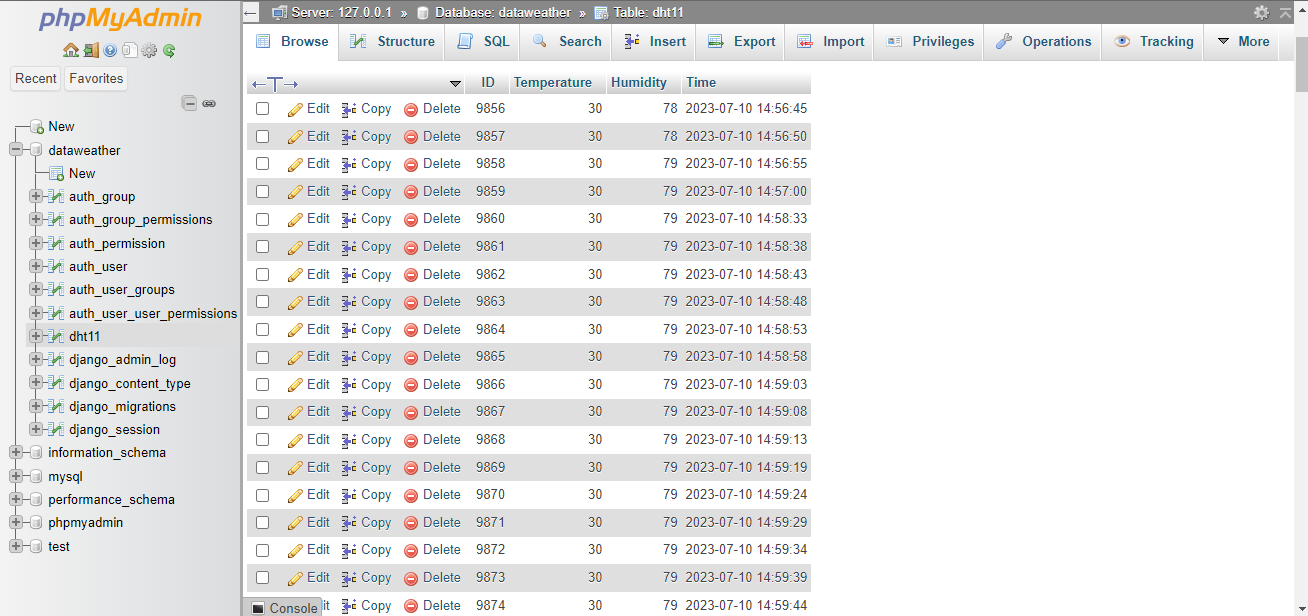 phpMyAdmin
Recent Favorites
New
dataweather
New
auth_group
auth_group_permissions
auth_permission
auth_user
auth_user_groups
auth_user_user_permissions
dht11
django_admin_log
django_content_type
django_migrations
django_session
information_schema
mysql
performance_schema
phpmyadmin
test
Server: 127.0.0.1 » Database: dataweather » Table: dht11
Browse Structure SQL Search Insert Export Import Privileges Operations Tracking More
ID Temperature Humidity Time
Edit Copy Delete 9856 30 78 2023-07-10 14:56:45
Edit Copy Delete 9857 30 78 2023-07-10 14:56:50
Edit Copy Delete 9858 30 79 2023-07-10 14:56:55
Edit Copy Delete 9859 30 79 2023-07-10 14:57:00
Edit Copy Delete 9860 30 79 2023-07-10 14:58:33
Edit Copy Delete 9861 30 79 2023-07-10 14:58:38
Edit Copy Delete 9862 30 79 2023-07-10 14:58:43
Edit Copy Delete 9863 30 79 2023-07-10 14:58:48
Edit Copy Delete 9864 30 79 2023-07-10 14:58:53
Edit Copy Delete 9865 30 79 2023-07-10 14:58:58
Edit Copy Delete 9866 30 79 2023-07-10 14:59:03
Edit Copy Delete 9867 30 79 2023-07-10 14:59:08
Edit Copy Delete 9868 30 79 2023-07-10 14:59:13
Edit Copy Delete 9869 30 79 2023-07-10 14:59:19
Edit Copy Delete 9870 30 79 2023-07-10 14:59:24
Edit Copy Delete 9871 30 79 2023-07-10 14:59:29
Edit Copy Delete 9872 30 79 2023-07-10 14:59:34
Edit Copy Delete 9873 30 79 2023-07-10 14:59:39
Console it Copy Delete 9874 30 79 2023-07-10 14:59:44